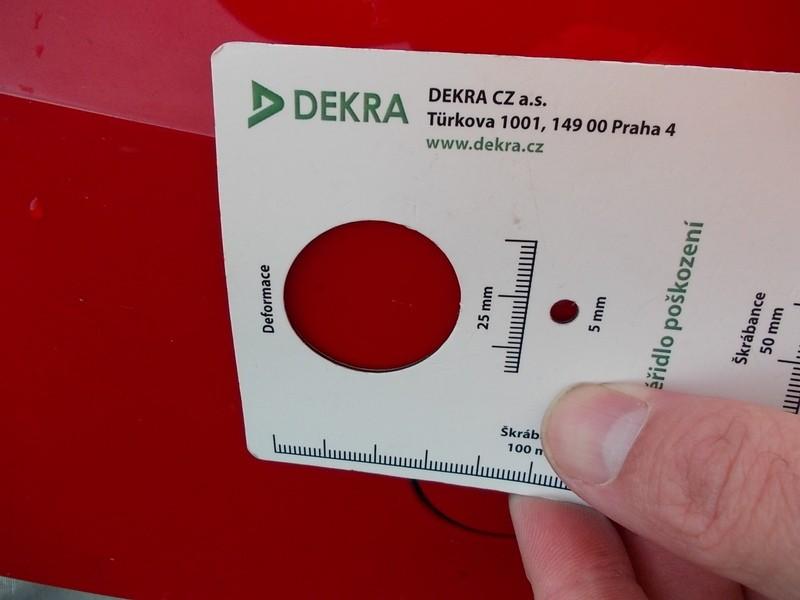 DEKRA
DEKRA CZ a.s.
Türkova 1001, 149 00 Praha 4
www.dekra.cz
Deformace
25 mm
5 mm
poškození
Škrábance
50 mm
100